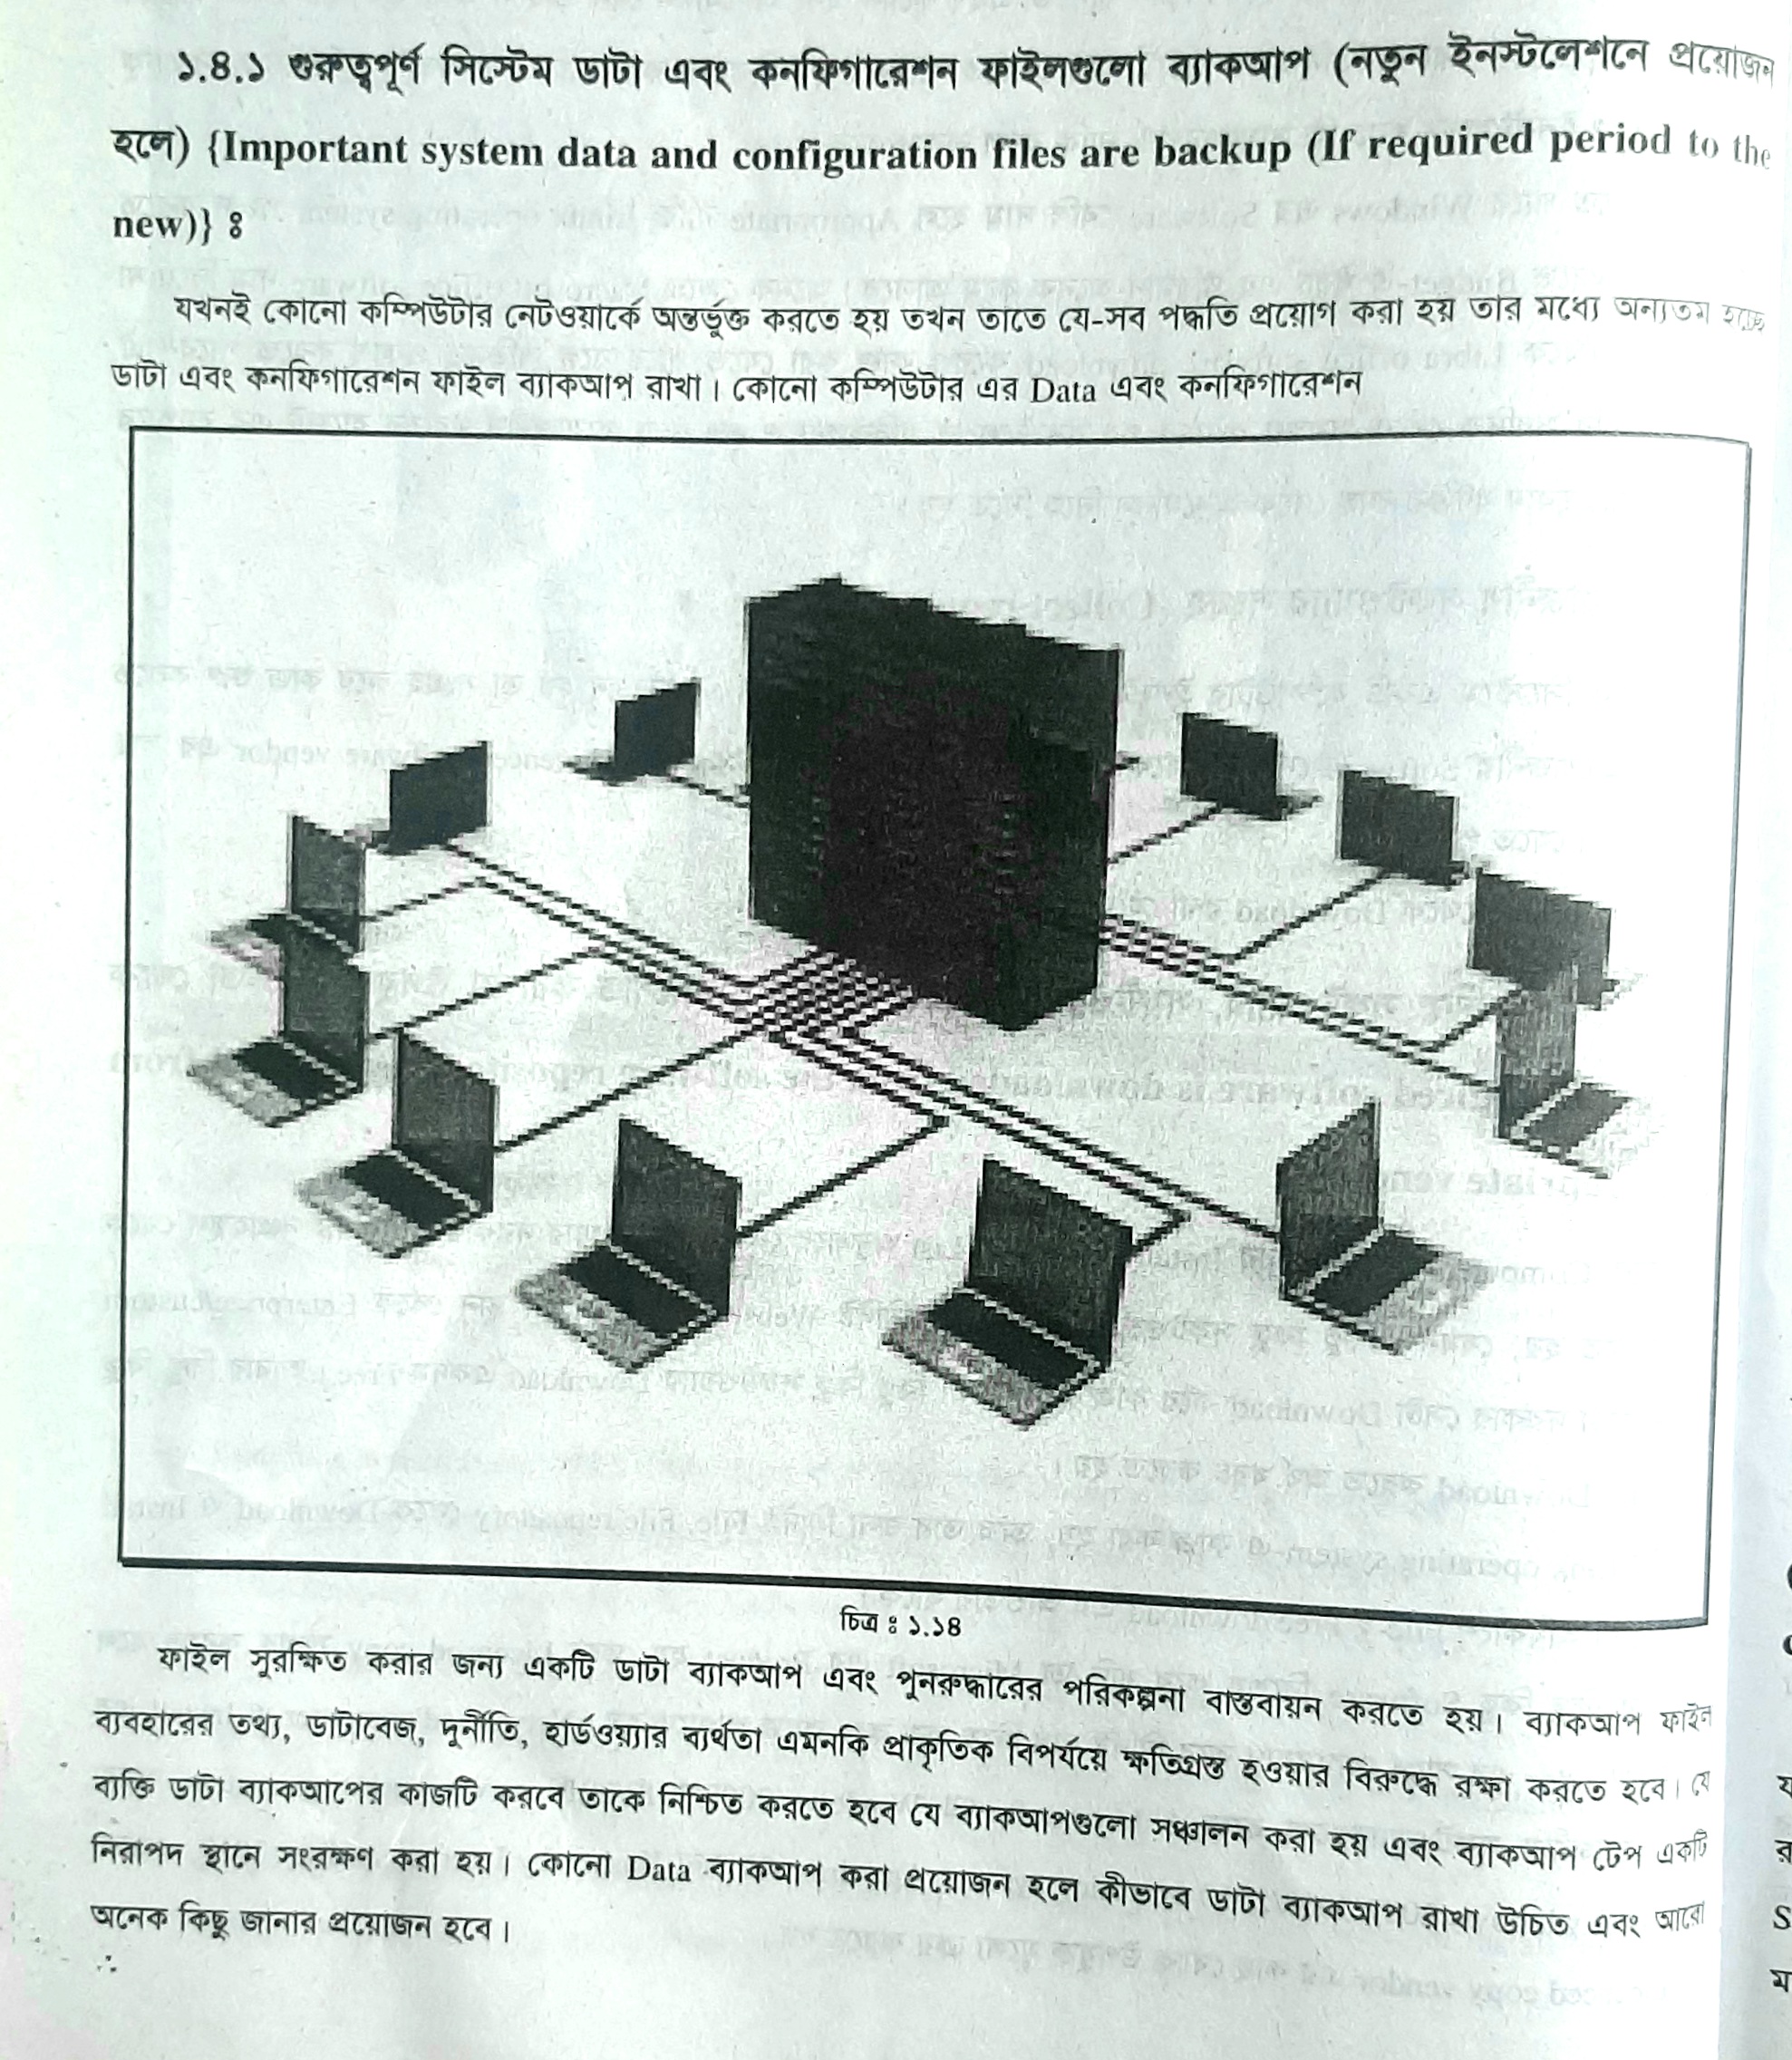 ১.৪.১ গুরুত্বপূর্ণ সিস্টেম ডাটা এবং কনফিগারেশন ফাইলগুলো ব্যাকআপ (নতুন ইনস্টলেশনে প্রয়োজন
হলে) {Important system data and configuration files are backup (If required period to the
new)} ঃ
যখনই কোনো কম্পিউটার নেটওয়ার্কে অন্তর্ভুক্ত করতে হয় তখন তাতে যে-সব পদ্ধতি প্রয়োগ করা হয় তার মধ্যে অন্যতম হচ্ছে
ডাটা এবং কনফিগারেশন ফাইল ব্যাকআপ রাখা। কোনো কম্পিউটার এর Data এবং কনফিগারেশন
চিত্র ঃ ১.১৪
ফাইল সুরক্ষিত করার জন্য একটি ডাটা ব্যাকআপ এবং পুনরুদ্ধারের পরিকল্পনা বাস্তবায়ন করতে হয়। ব্যাকআপ ফাইল
ব্যবহারের তথ্য, ডাটাবেজ, দুর্নীতি, হার্ডওয়্যার ব্যর্থতা এমনকি প্রাকৃতিক বিপর্যয়ে ক্ষতিগ্রস্ত হওয়ার বিরুদ্ধে রক্ষা করতে হবে। যে
ব্যক্তি ডাটা ব্যাকআপের কাজটি করবে তাকে নিশ্চিত করতে হবে যে ব্যাকআপগুলো সঞ্চালন করা হয় এবং ব্যাকআপ টেপ একটি
নিরাপদ স্থানে সংরক্ষণ করা হয়। কোনো Data ব্যাকআপ করা প্রয়োজন হলে কীভাবে ডাটা ব্যাকআপ রাখা উচিত এবং আরো
অনেক কিছু জানার প্রয়োজন হবে।